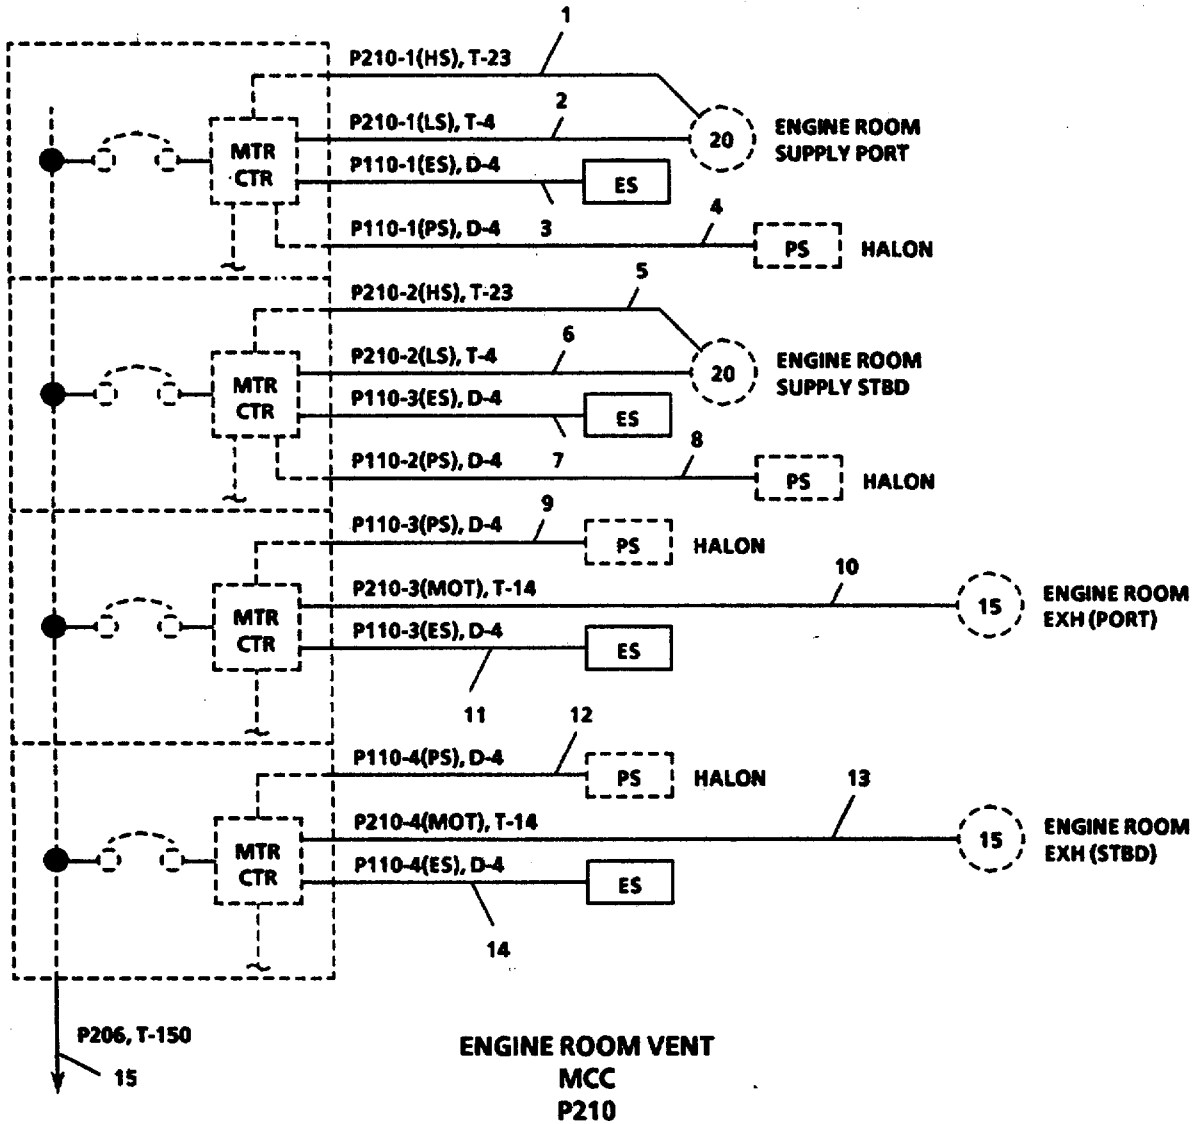 1
P210-1(HS), T-23
P210-1(LS), T-4
2
MTR
CTR
20
ENGINE ROOM
SUPPLY PORT
P110-1(ES), D-4
ES
3
P110-1(PS), D-4
4
PS
HALON
P210-2(HS), T-23
5
P210-2(LS), T-4
6
MTR
CTR
20
ENGINE ROOM
SUPPLY STBD
P110-3(ES), D-4
ES
7
P110-2(PS), D-4
8
PS
HALON
P110-3(PS), D-4
9
PS
HALON
P210-3(MOT), T-14
10
MTR
CTR
15
ENGINE ROOM
EXH (PORT)
P110-3(ES), D-4
ES
11
12
P110-4(PS), D-4
PS
HALON
P210-4(MOT), T-14
13
MTR
CTR
15
ENGINE ROOM
EXH (STBD)
P110-4(ES), D-4
ES
14
P206, T-150
15
ENGINE ROOM VENT
MCC
P210